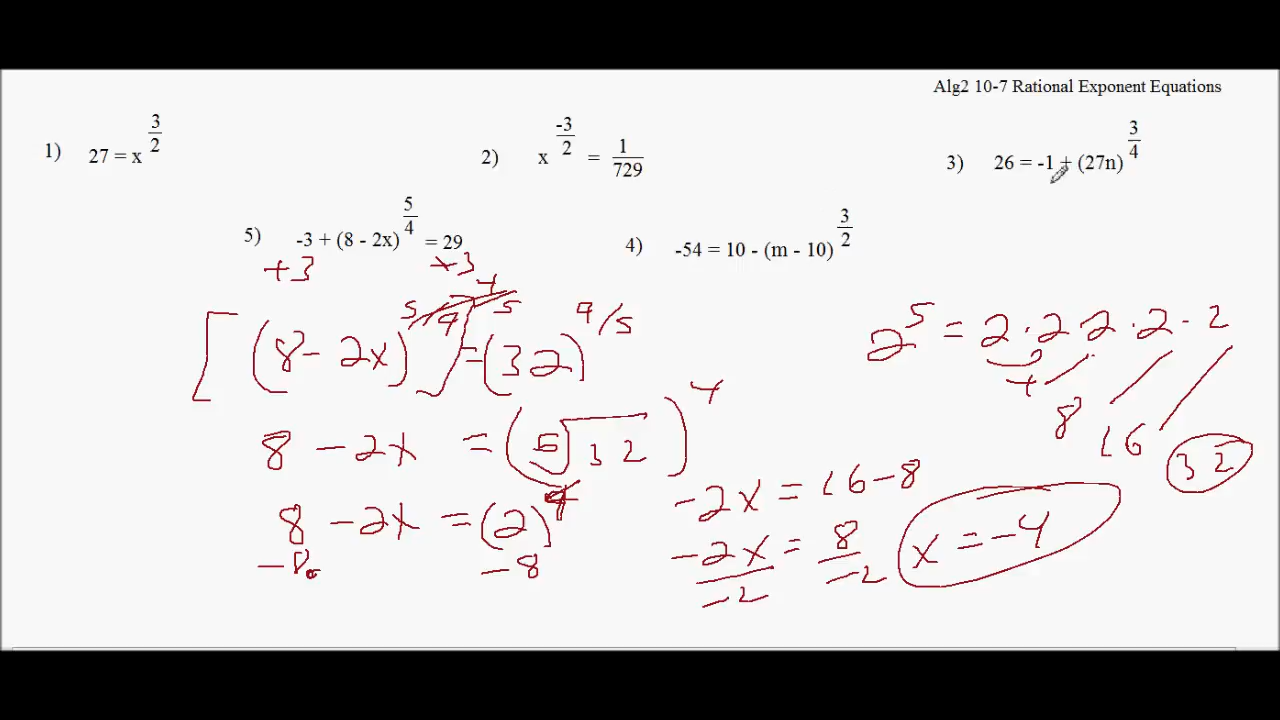 Alg2 10-7 Rational Exponent Equations
1) 27 = x^(3/2)
2) x^(-3/2) = 1/729
3) 26 = -1 + (27n)^(3/4)
5) -3 + (8 - 2x)^(5/4) = 29
4) -54 = 10 - (m - 10)^(3/2)
+3 +3
[(8 - 2x)^(5/4)]^(4/5) = (32)^(4/5)
2^5 = 2 · 2 · 2 · 2 · 2
4
8
16
32
8 - 2x = (⁵√32)^4
8 - 2x = (2)^4
-8 -8
-2x = 16 - 8
-2x/-2 = 8/-2
x = -4